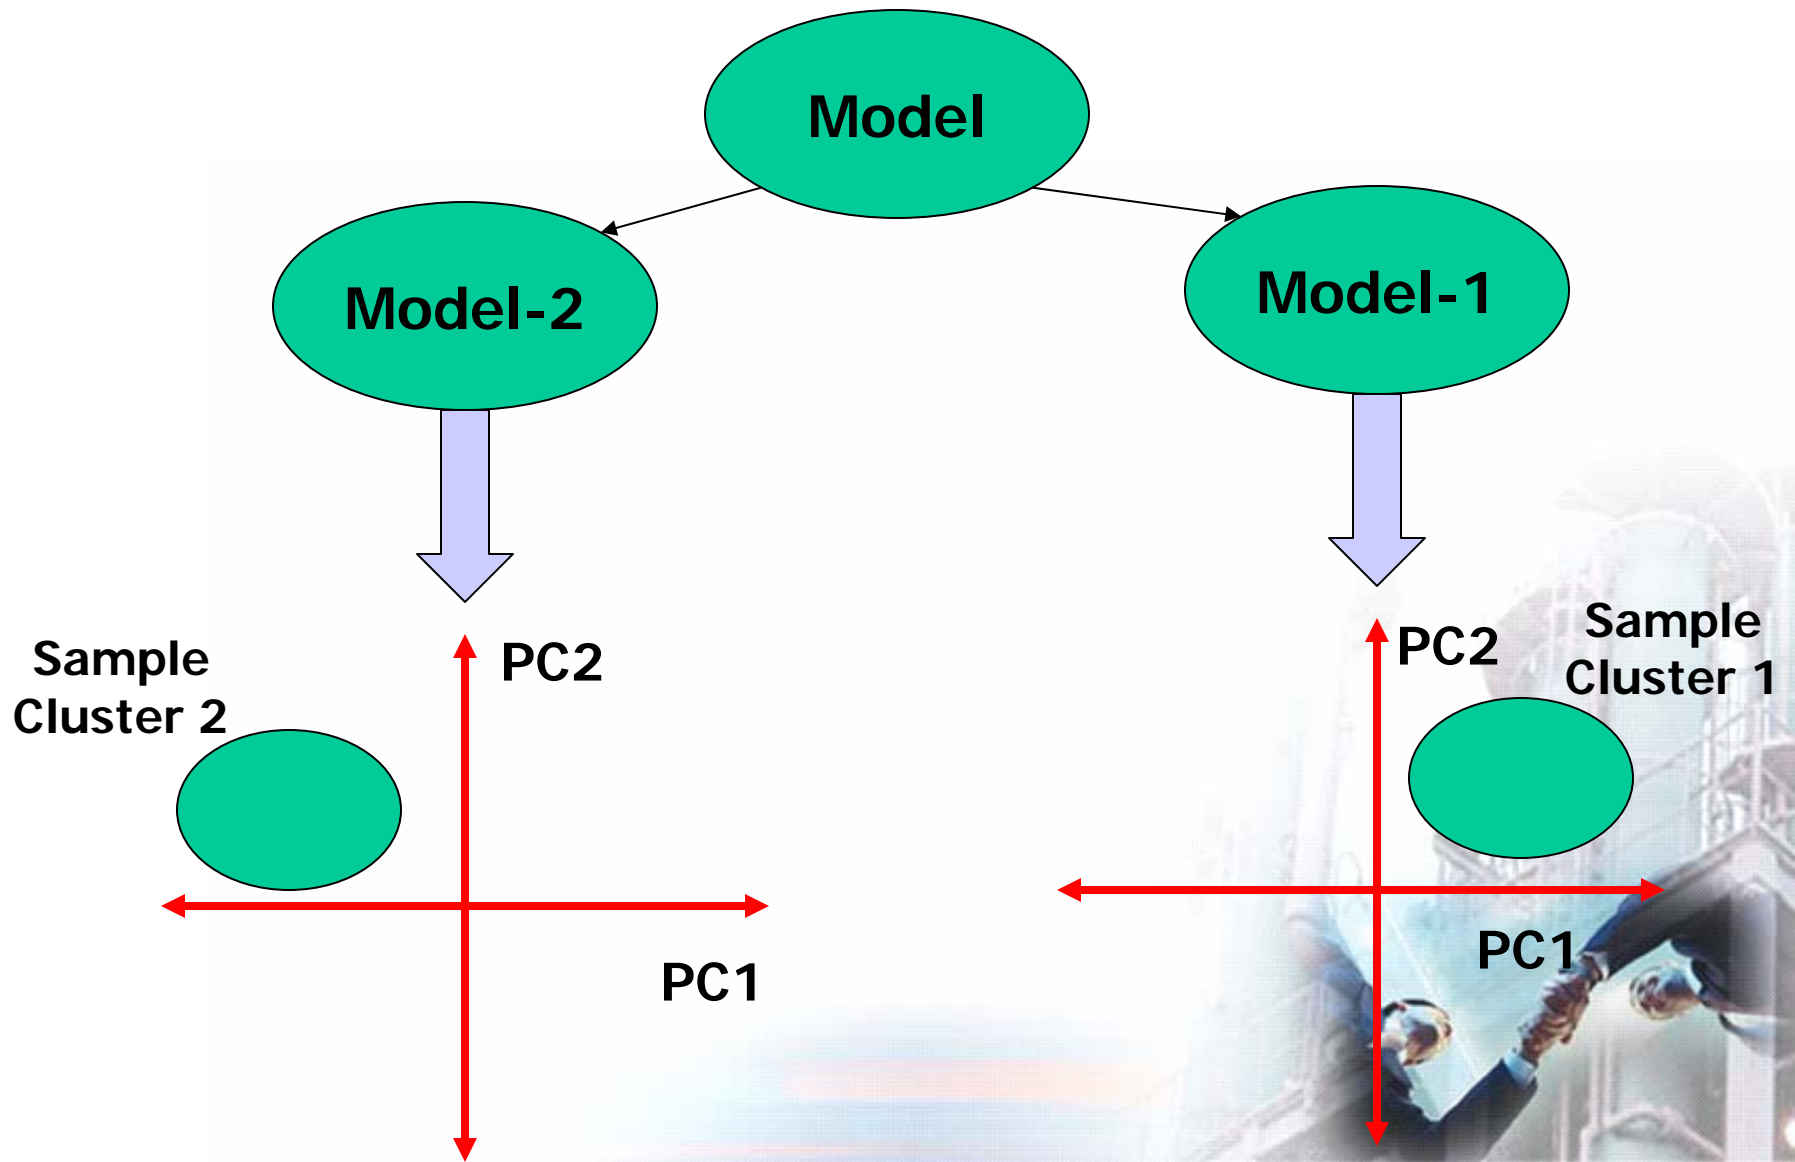 Model
Model-2
Model-1
Sample
Cluster 2
PC2
PC1
PC2
Sample
Cluster 1
PC1